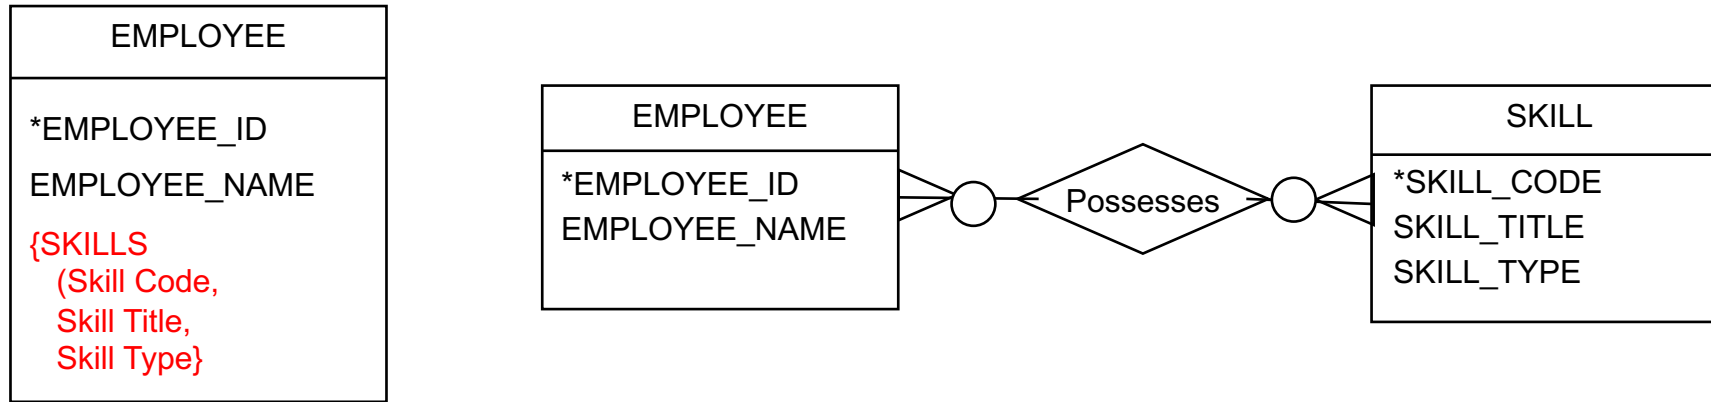 EMPLOYEE
*EMPLOYEE_ID
EMPLOYEE_NAME
{SKILLS
(Skill Code,
Skill Title,
Skill Type}
EMPLOYEE
*EMPLOYEE_ID
EMPLOYEE_NAME
Possesses
SKILL
*SKILL_CODE
SKILL_TITLE
SKILL_TYPE